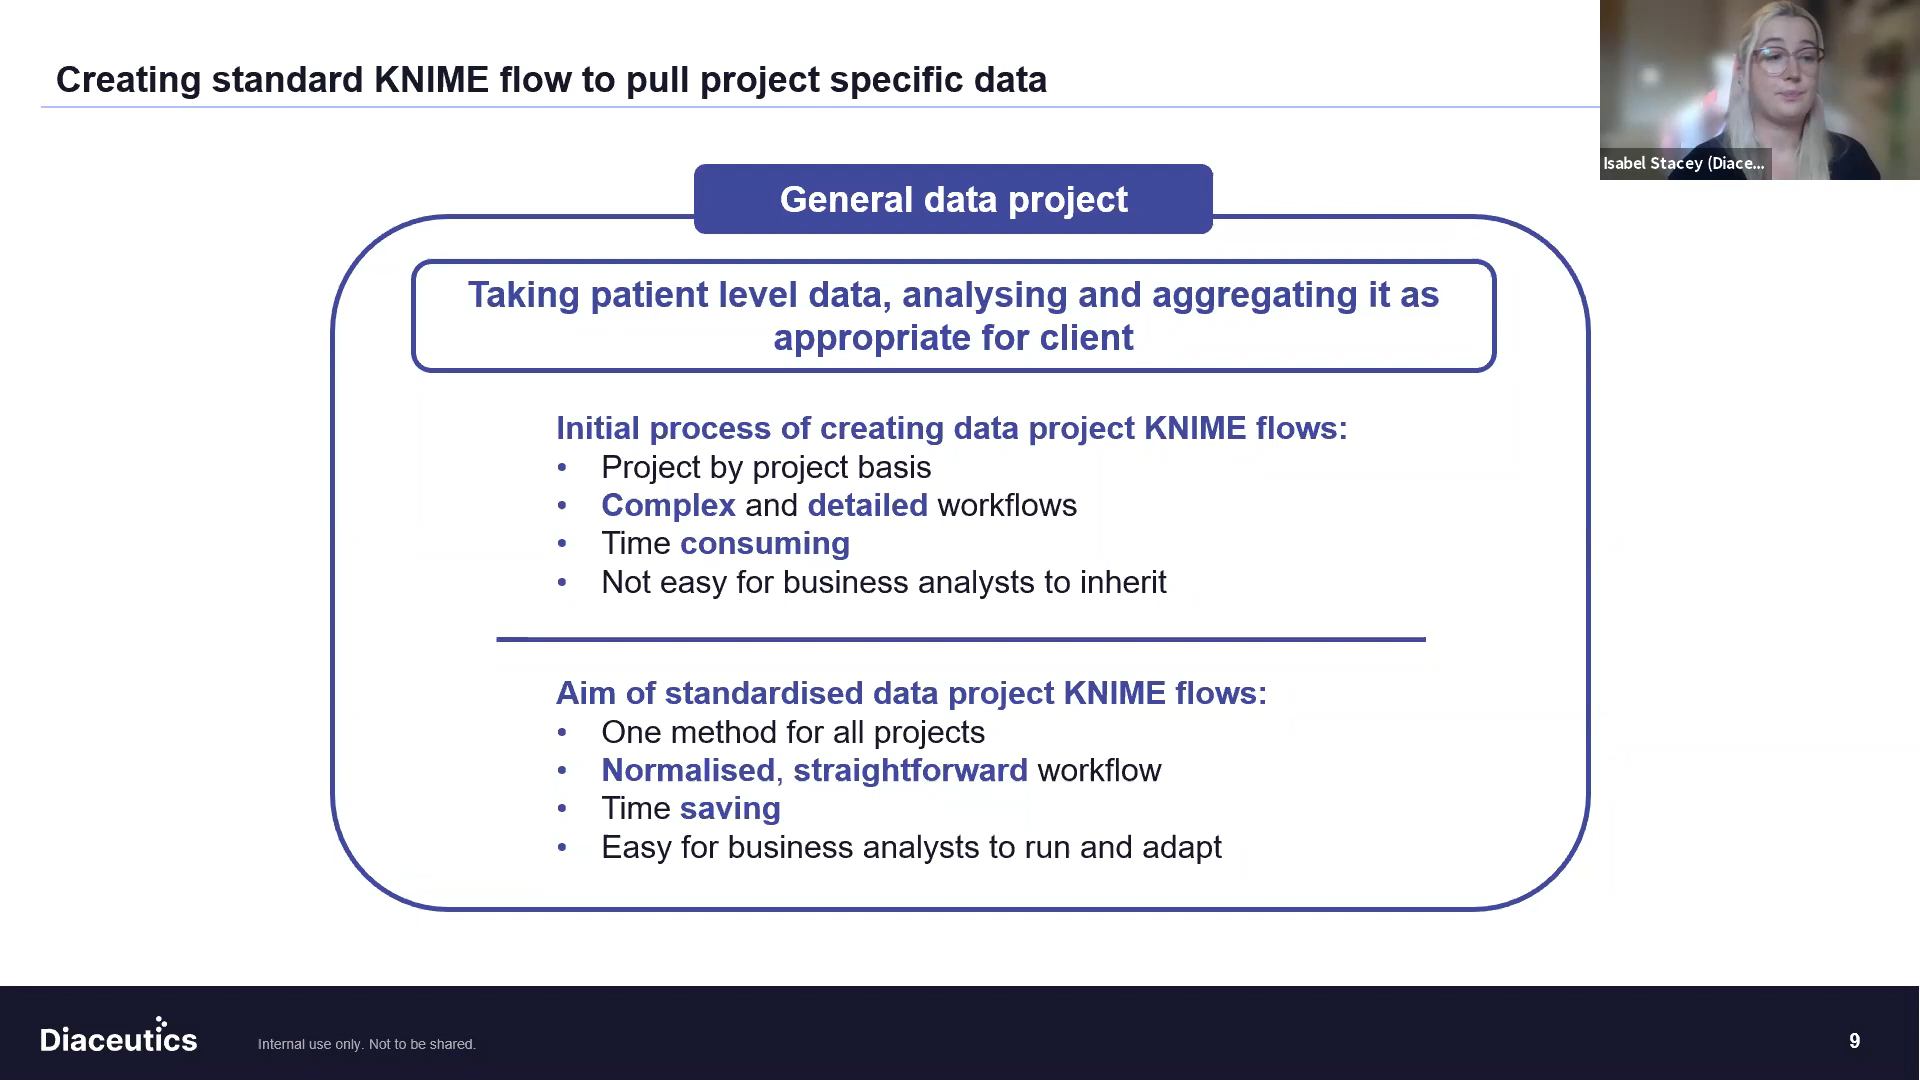 Creating standard KNIME flow to pull project specific data
Isabel Stacey (Diace...
General data project
Taking patient level data, analysing and aggregating it as
appropriate for client
Initial process of creating data project KNIME flows:
• Project by project basis
• Complex and detailed workflows
• Time consuming
• Not easy for business analysts to inherit
Aim of standardised data project KNIME flows:
• One method for all projects
• Normalised, straightforward workflow
• Time saving
• Easy for business analysts to run and adapt
Diaceutics
Internal use only. Not to be shared.
9